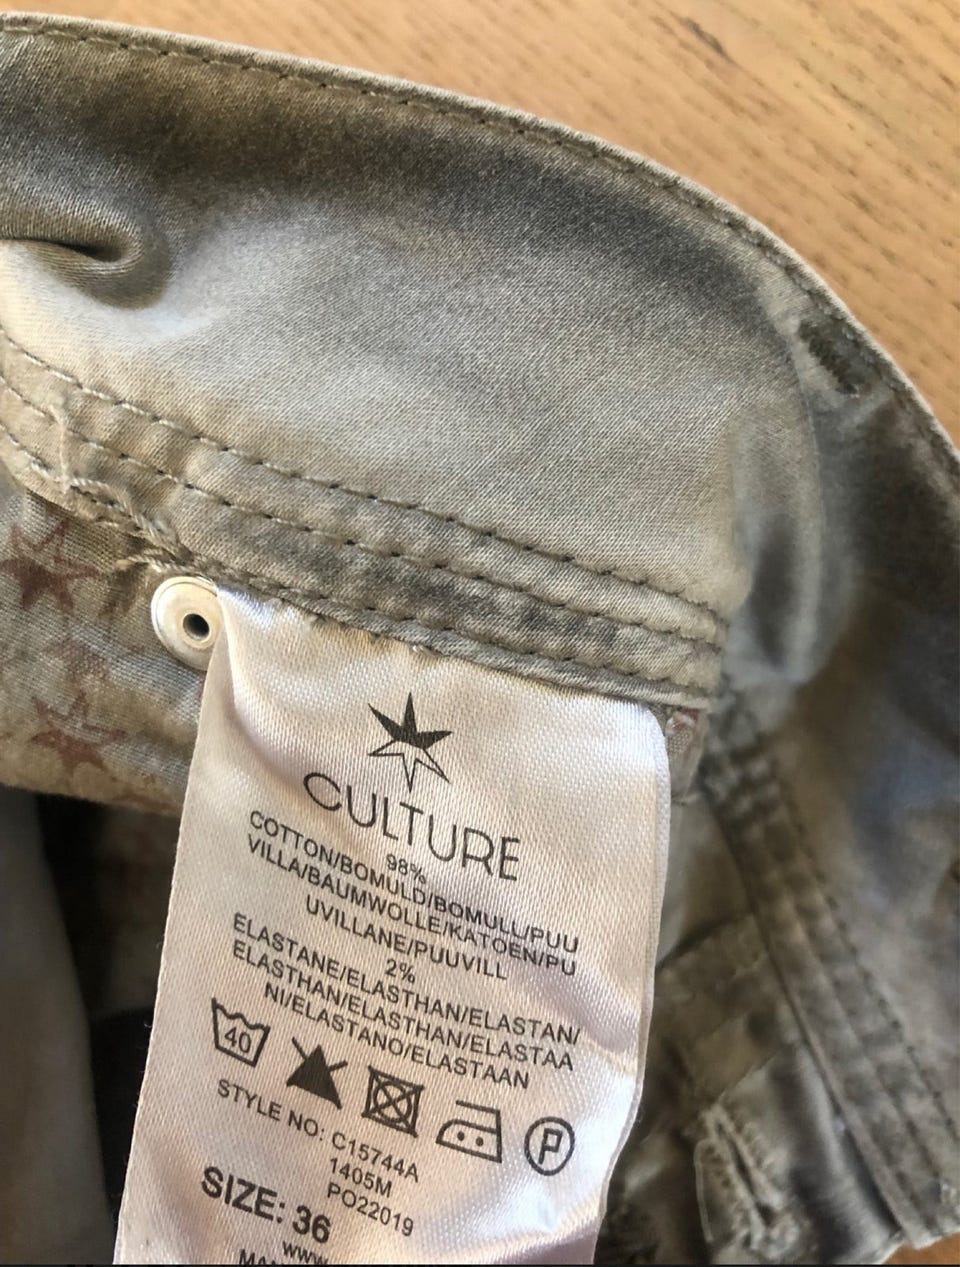 CULTURE
98%
COTTON/BOMULD/BOMULL/PUU
VILLA/BAUMWOLLE/KATOEN/PU
UVILLANE/PUUVILL
2%
ELASTANE/ELASTHAN/ELASTAN/
ELASTHAN/ELASTHAN/ELASTAA
NI/ELASTANO/ELASTAAN
40
P
STYLE NO: C15744A
1405M
PO22019
SIZE: 36
www